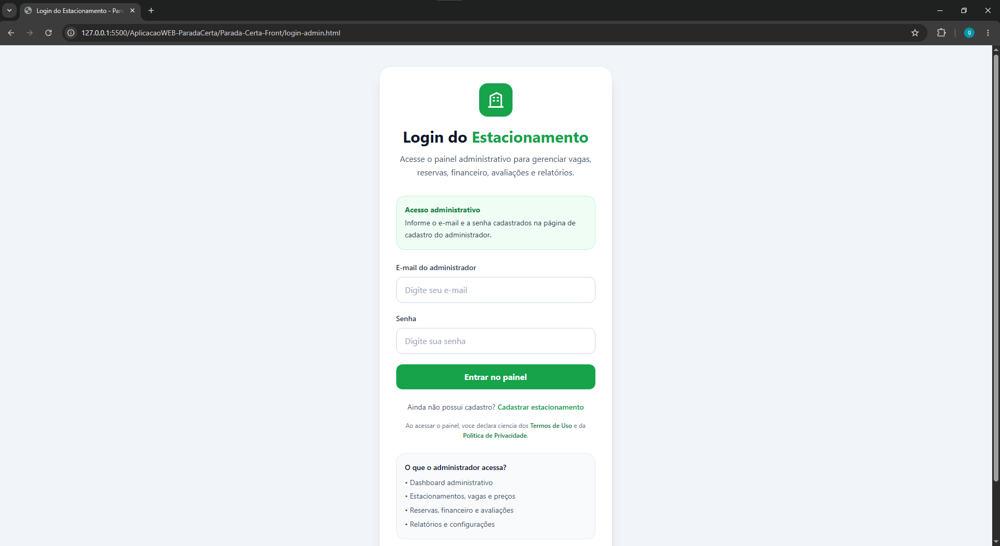 Login do Estacionamento - Para
127.0.0.1:5500/AplicacaoWEB-ParadaCerta/Parada-Certa-Front/login-admin.html
g
Login do Estacionamento
Acesse o painel administrativo para gerenciar vagas,
reservas, financeiro, avaliações e relatórios.
Acesso administrativo
Informe o e-mail e a senha cadastrados na página de
cadastro do administrador.
E-mail do administrador
Digite seu e-mail
Senha
Digite sua senha
Entrar no painel
Ainda não possui cadastro? Cadastrar estacionamento
Ao acessar o painel, voce declara ciencia dos Termos de Uso e da
Politica de Privacidade.
O que o administrador acessa?
• Dashboard administrativo
• Estacionamentos, vagas e preços
• Reservas, financeiro e avaliações
• Relatórios e configurações